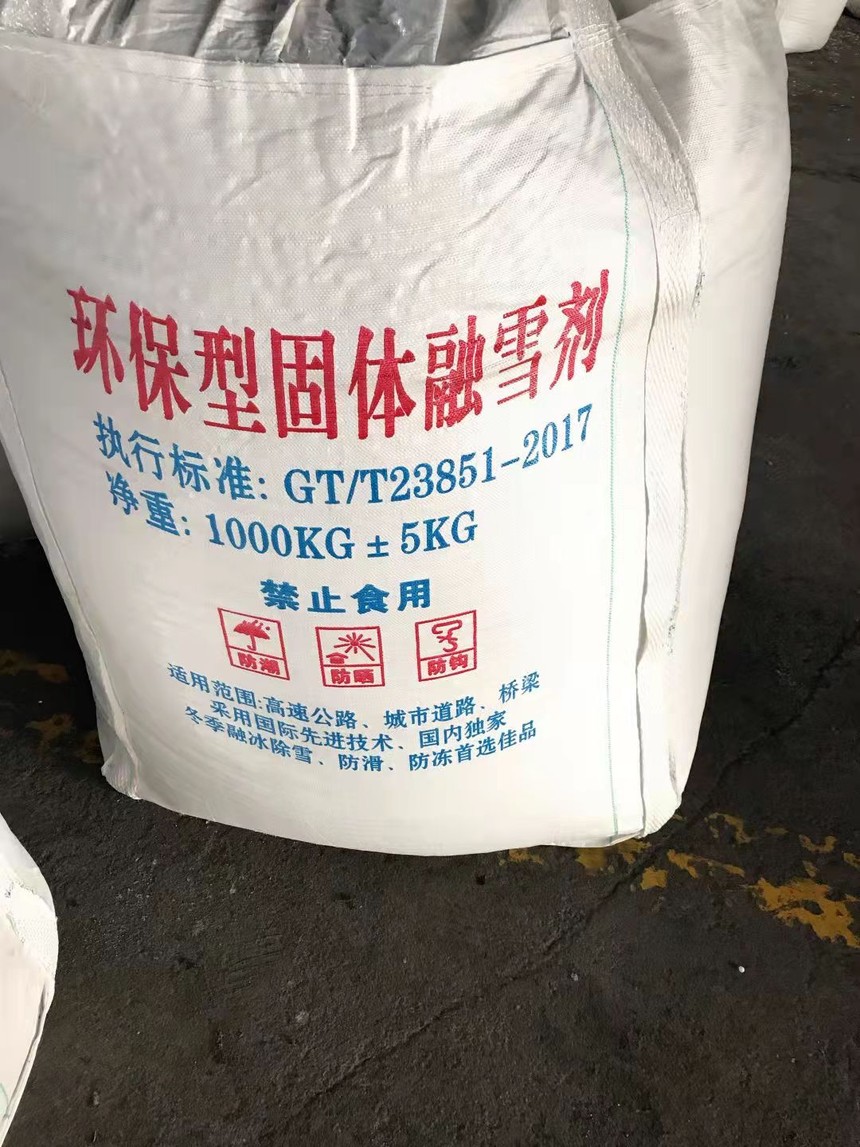 环保型固体融雪剂
执行标准: GT/T23851-2017
净重: 1000KG±5KG
禁止食用
防潮 防晒 防钩
适用范围:高速公路、城市道路、桥梁
采用国际先进技术、国内独家
冬季融冰除雪、防滑、防冻首选佳品